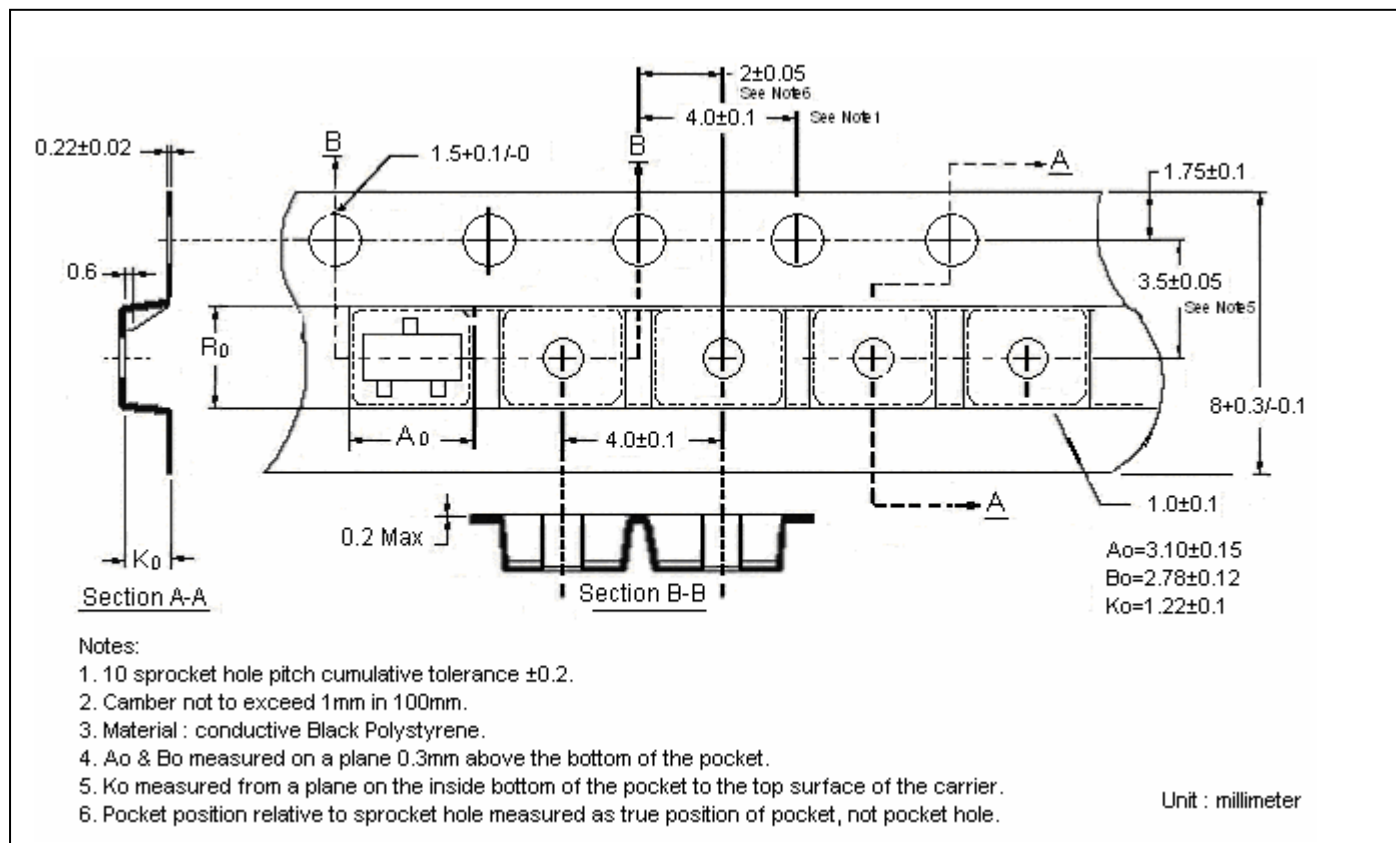 2±0.05
See Note6
4.0±0.1 See Note1
0.22±0.02
B
1.5+0.1/-0
B
A
1.75±0.1
0.6
3.5±0.05
See Note5
R0
8+0.3/-0.1
A0
4.0±0.1
A
1.0±0.1
0.2 Max
K0
Section A-A
Section B-B
Ao=3.10±0.15
Bo=2.78±0.12
Ko=1.22±0.1
Notes:
1. 10 sprocket hole pitch cumulative tolerance ±0.2.
2. Camber not to exceed 1mm in 100mm.
3. Material : conductive Black Polystyrene.
4. Ao & Bo measured on a plane 0.3mm above the bottom of the pocket.
5. Ko measured from a plane on the inside bottom of the pocket to the top surface of the carrier.
6. Pocket position relative to sprocket hole measured as true position of pocket, not pocket hole.
Unit : millimeter